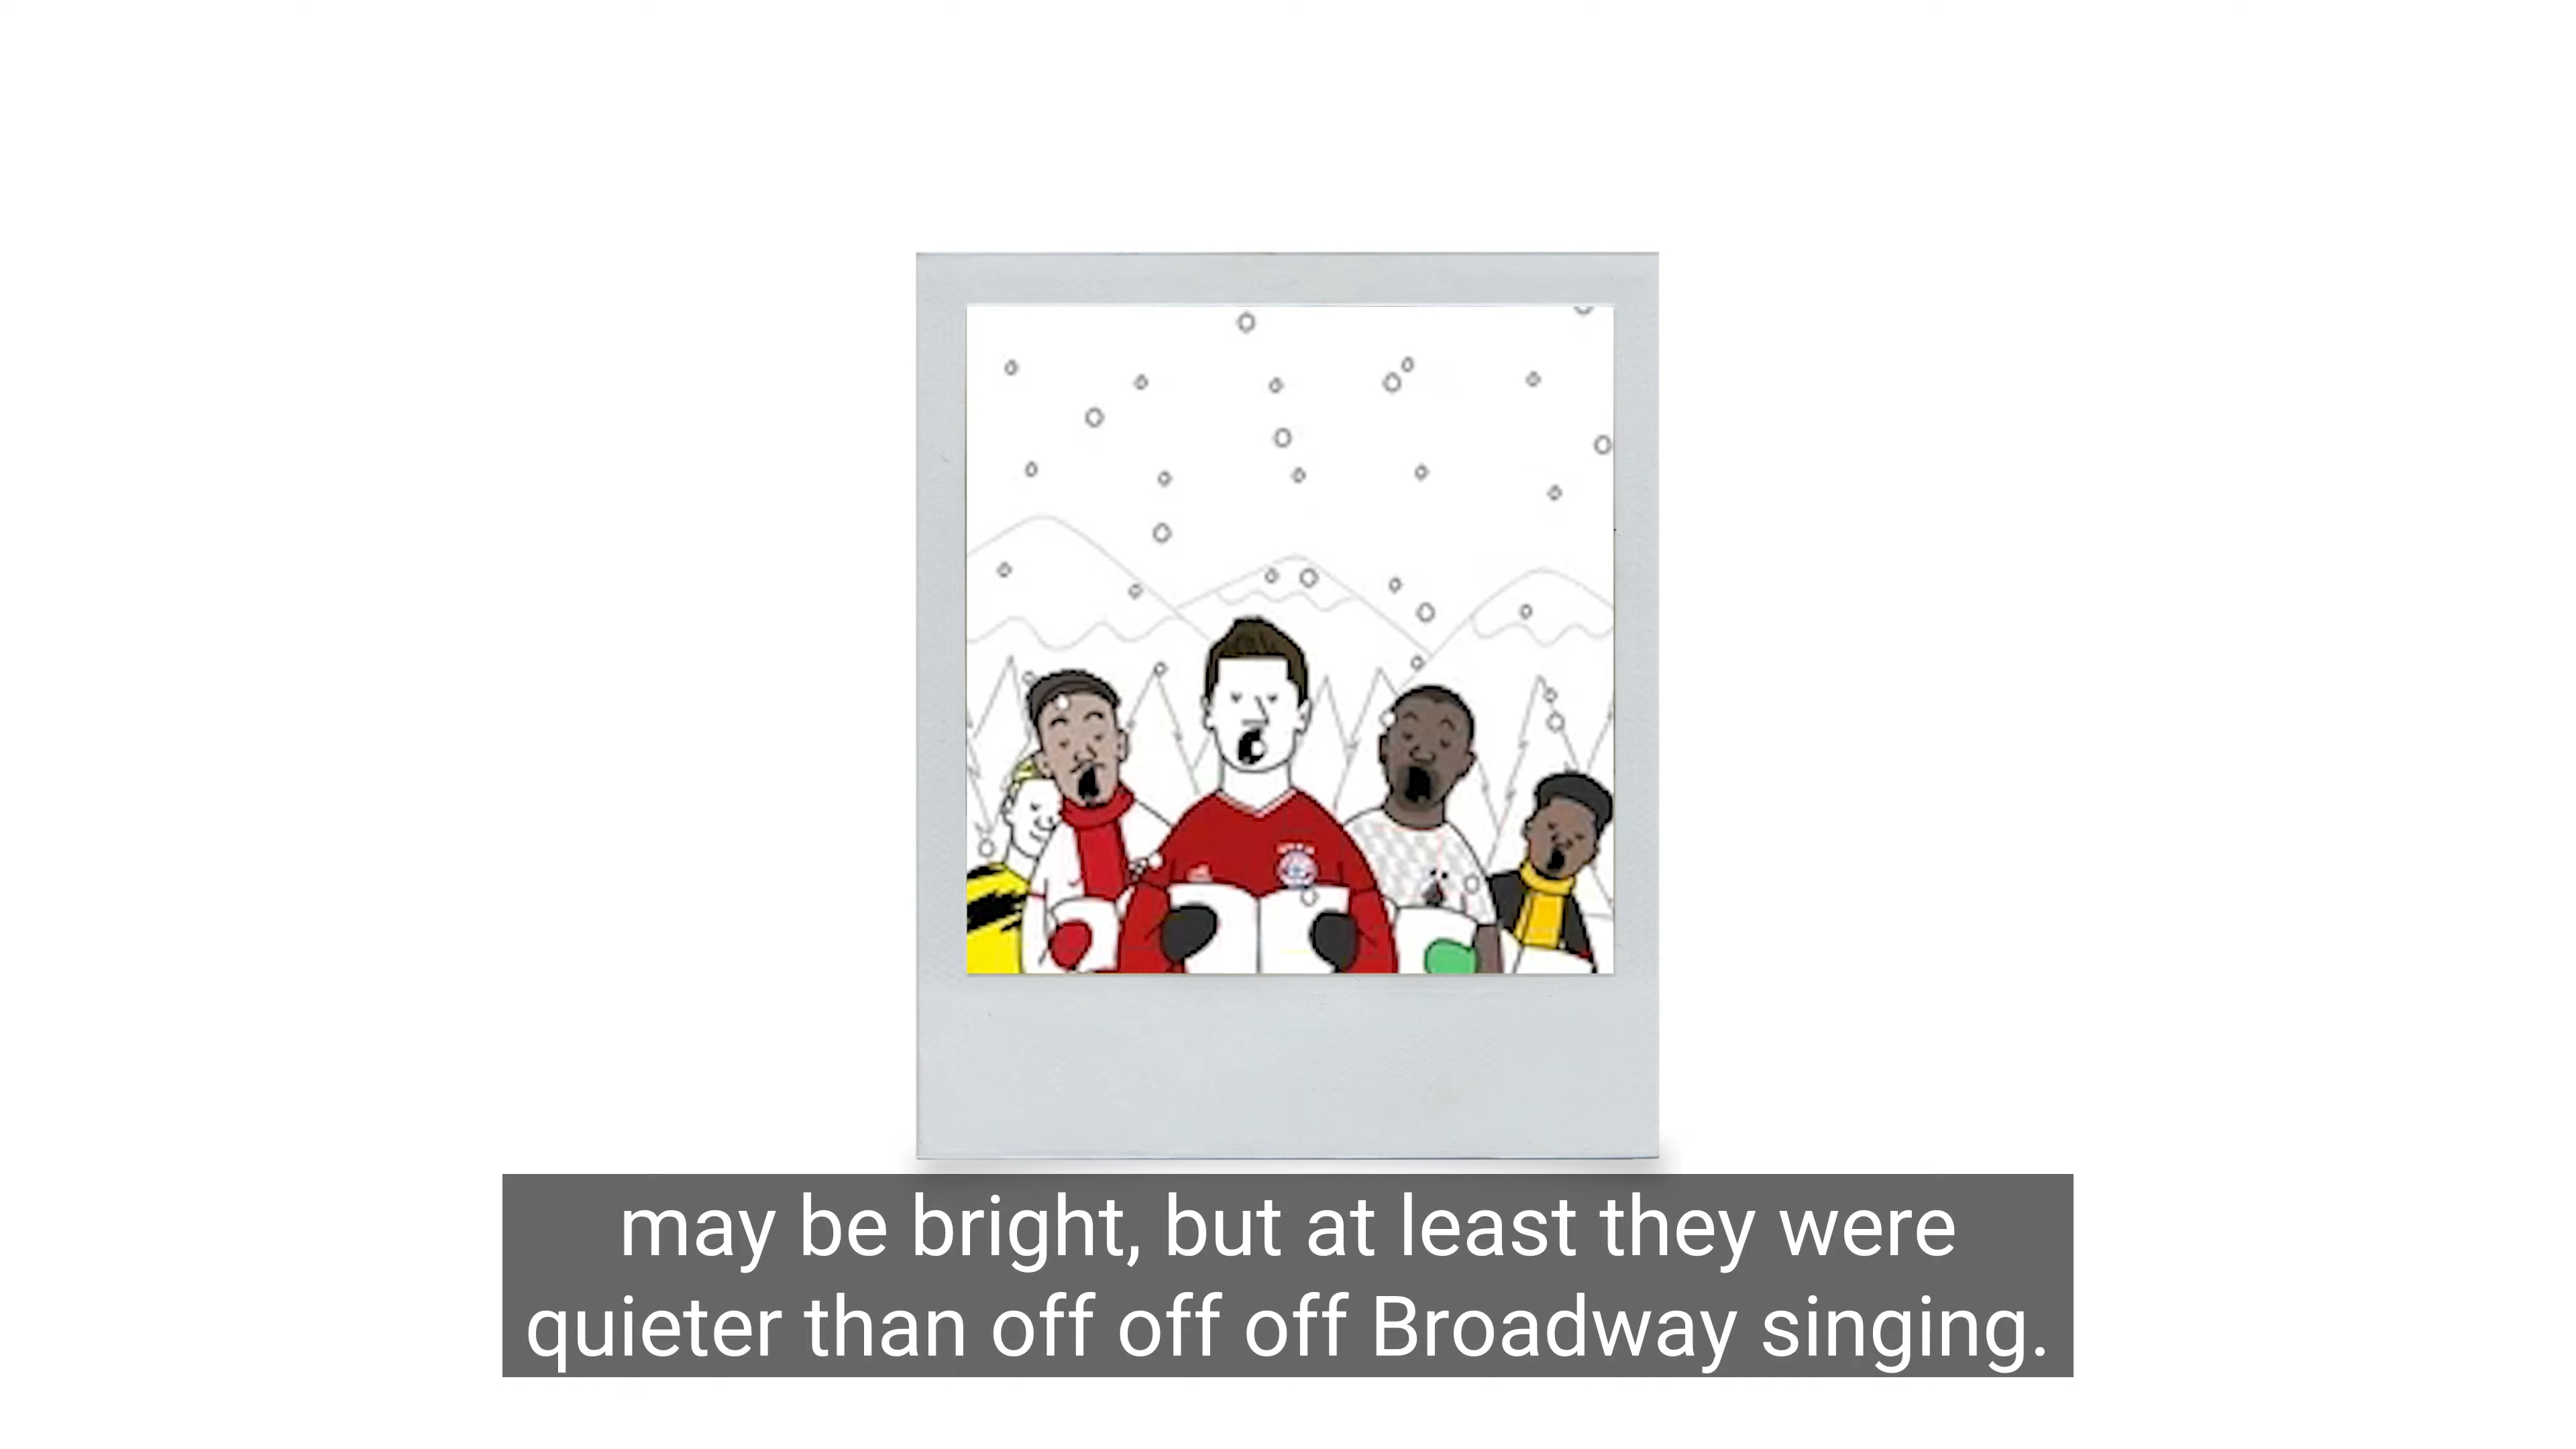 may be bright, but at least they were
quieter than off off off Broadway singing.